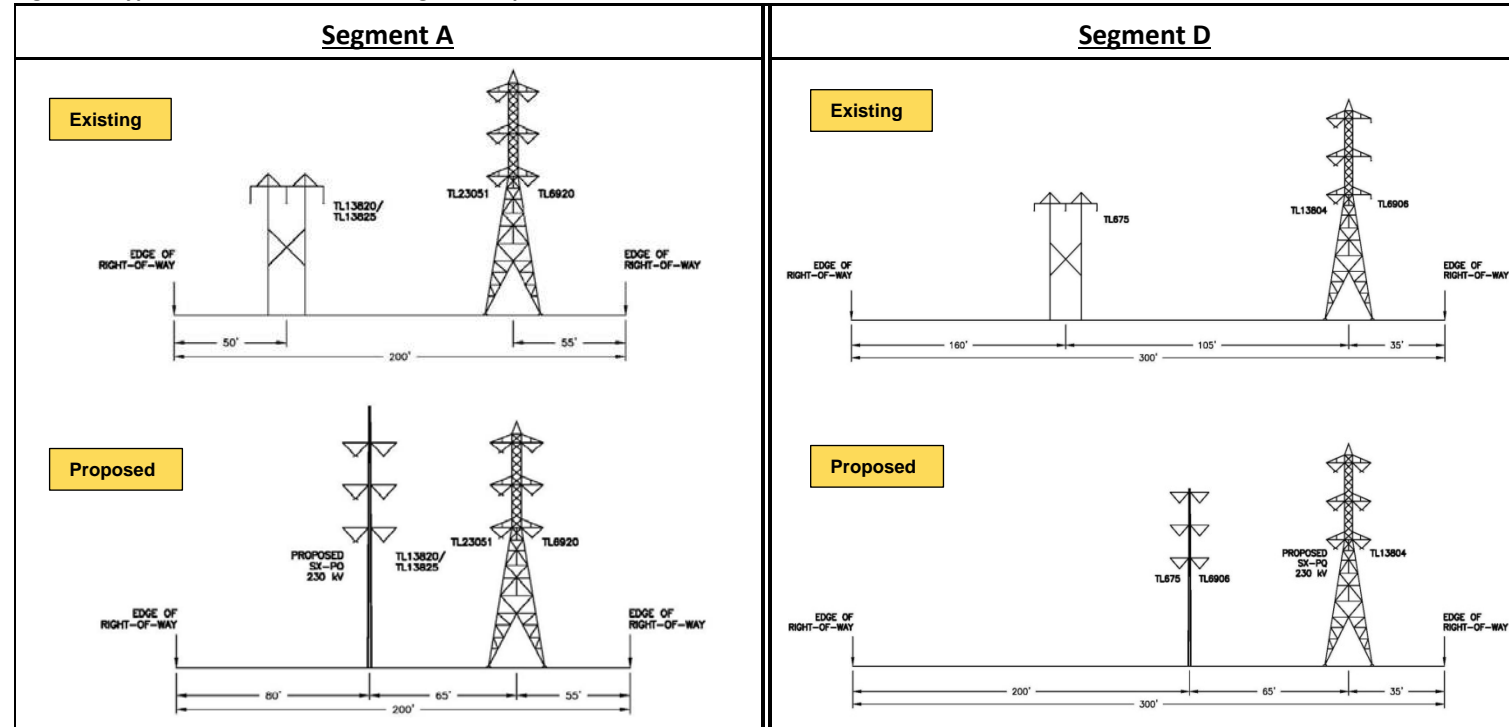 Segment A
Existing
TL13820/
TL13825
TL23051
TL6920
EDGE OF
RIGHT-OF-WAY
EDGE OF
RIGHT-OF-WAY
50'
55'
200'
Proposed
PROPOSED
SX-PQ
230 kV
TL13820/
TL13825
TL23051
TL6920
EDGE OF
RIGHT-OF-WAY
EDGE OF
RIGHT-OF-WAY
80'
65'
55'
200'
Segment D
Existing
TL675
TL13804
TL6906
EDGE OF
RIGHT-OF-WAY
EDGE OF
RIGHT-OF-WAY
160'
105'
35'
300'
Proposed
TL675
TL6906
PROPOSED
SX-PQ
230 kV
TL13804
EDGE OF
RIGHT-OF-WAY
EDGE OF
RIGHT-OF-WAY
200'
65'
35'
300'